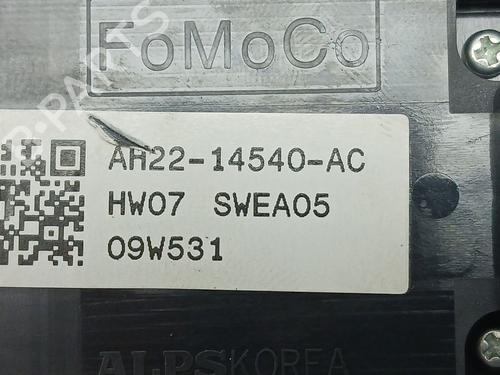 FoMoCo
AH22-14540-AC
HW07 SWEA05
09W531
ALPSKOREA